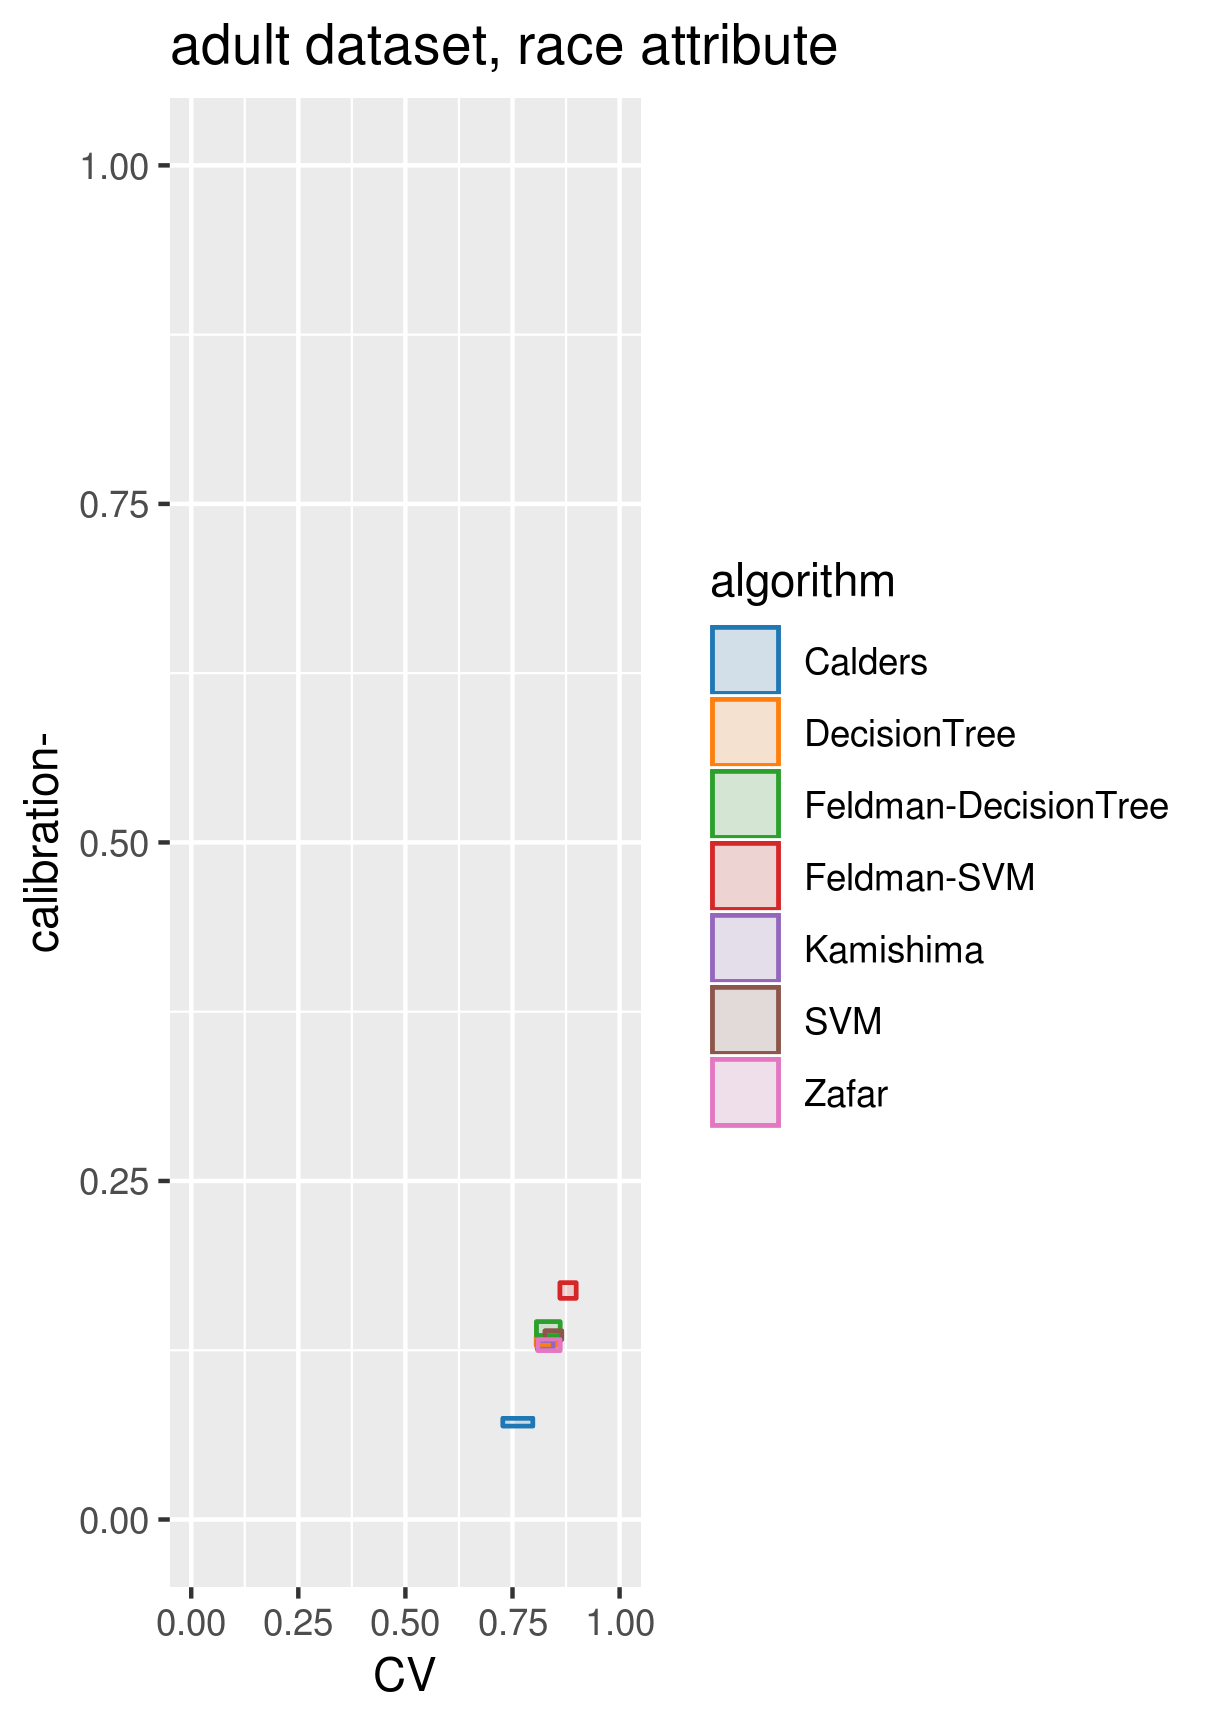 adult dataset, race attribute
calibration-
1.00
0.75
0.50
0.25
0.00
0.00 0.25 0.50 0.75 1.00
CV
algorithm
Calders
DecisionTree
Feldman-DecisionTree
Feldman-SVM
Kamishima
SVM
Zafar